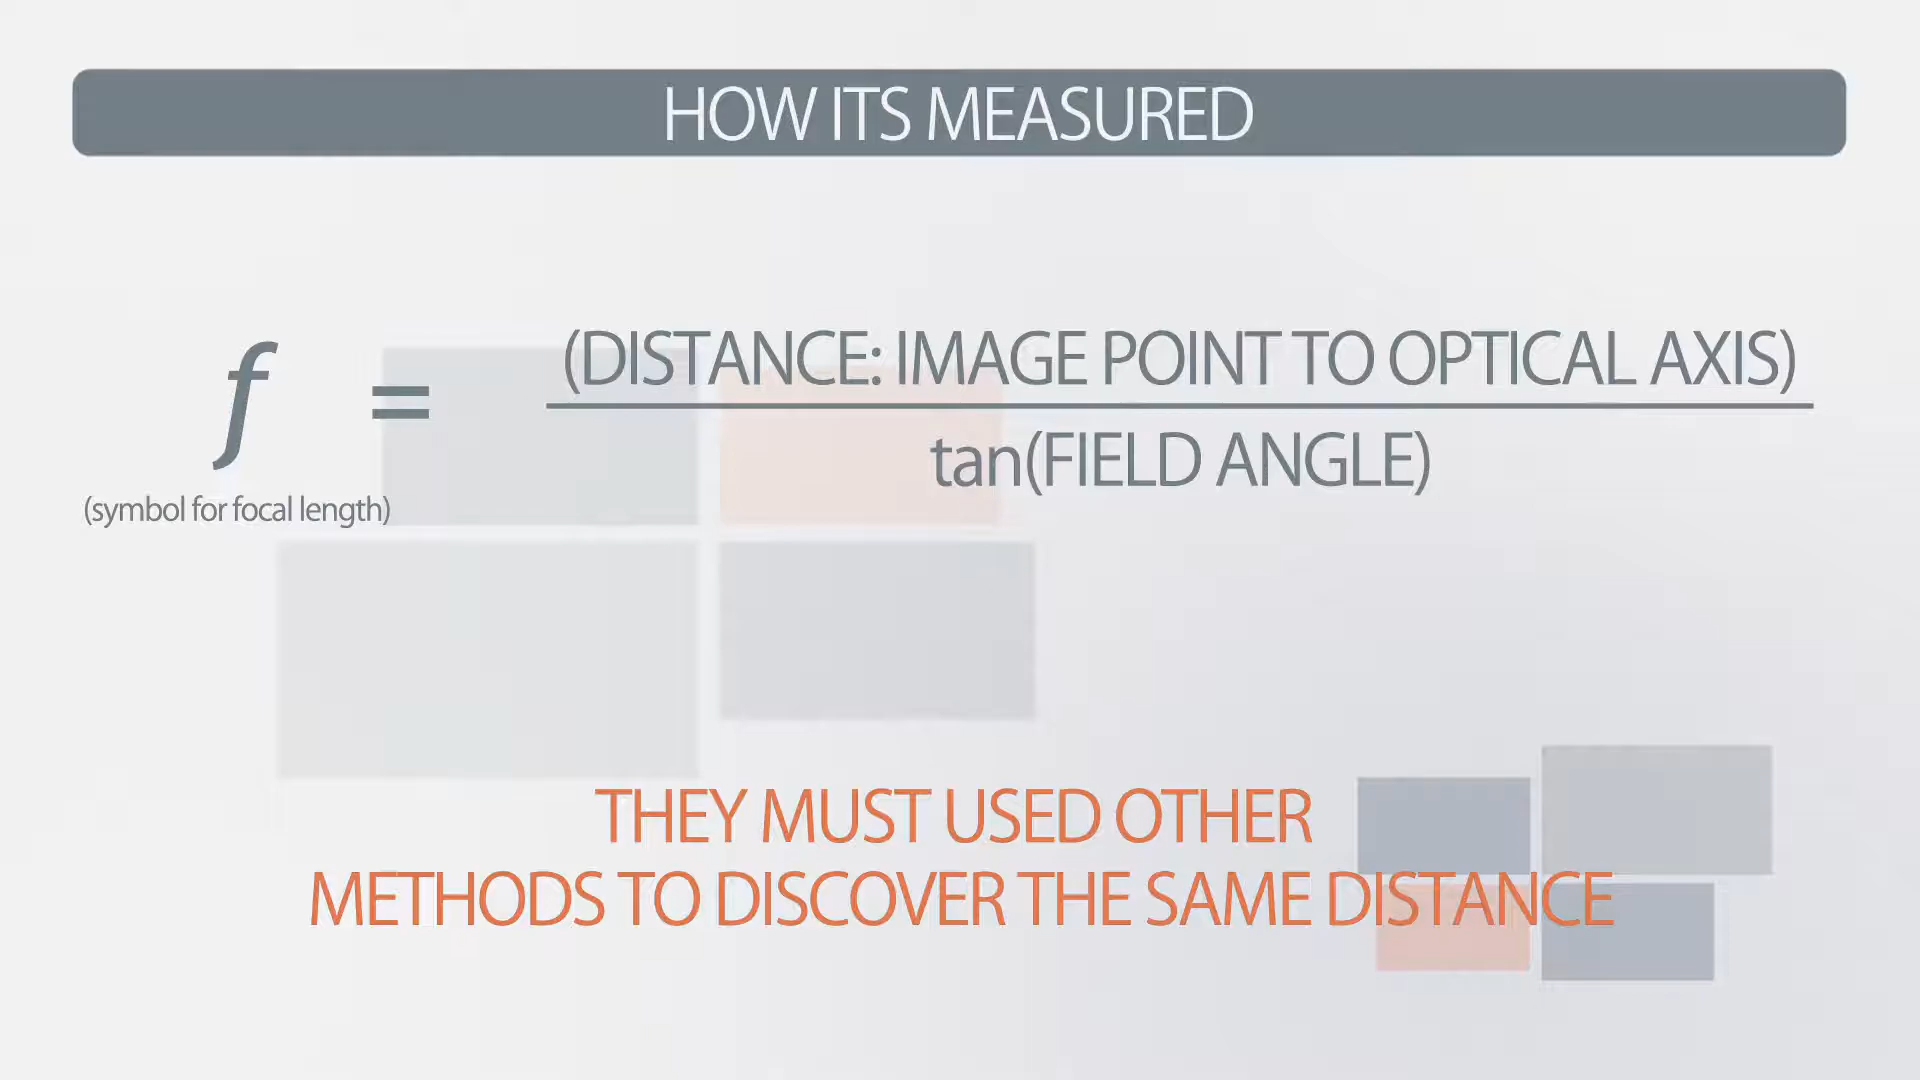 HOW ITS MEASURED
f = (DISTANCE: IMAGE POINT TO OPTICAL AXIS)
tan(FIELD ANGLE)
(symbol for focal length)
THEY MUST USED OTHER
METHODS TO DISCOVER THE SAME DISTANCE